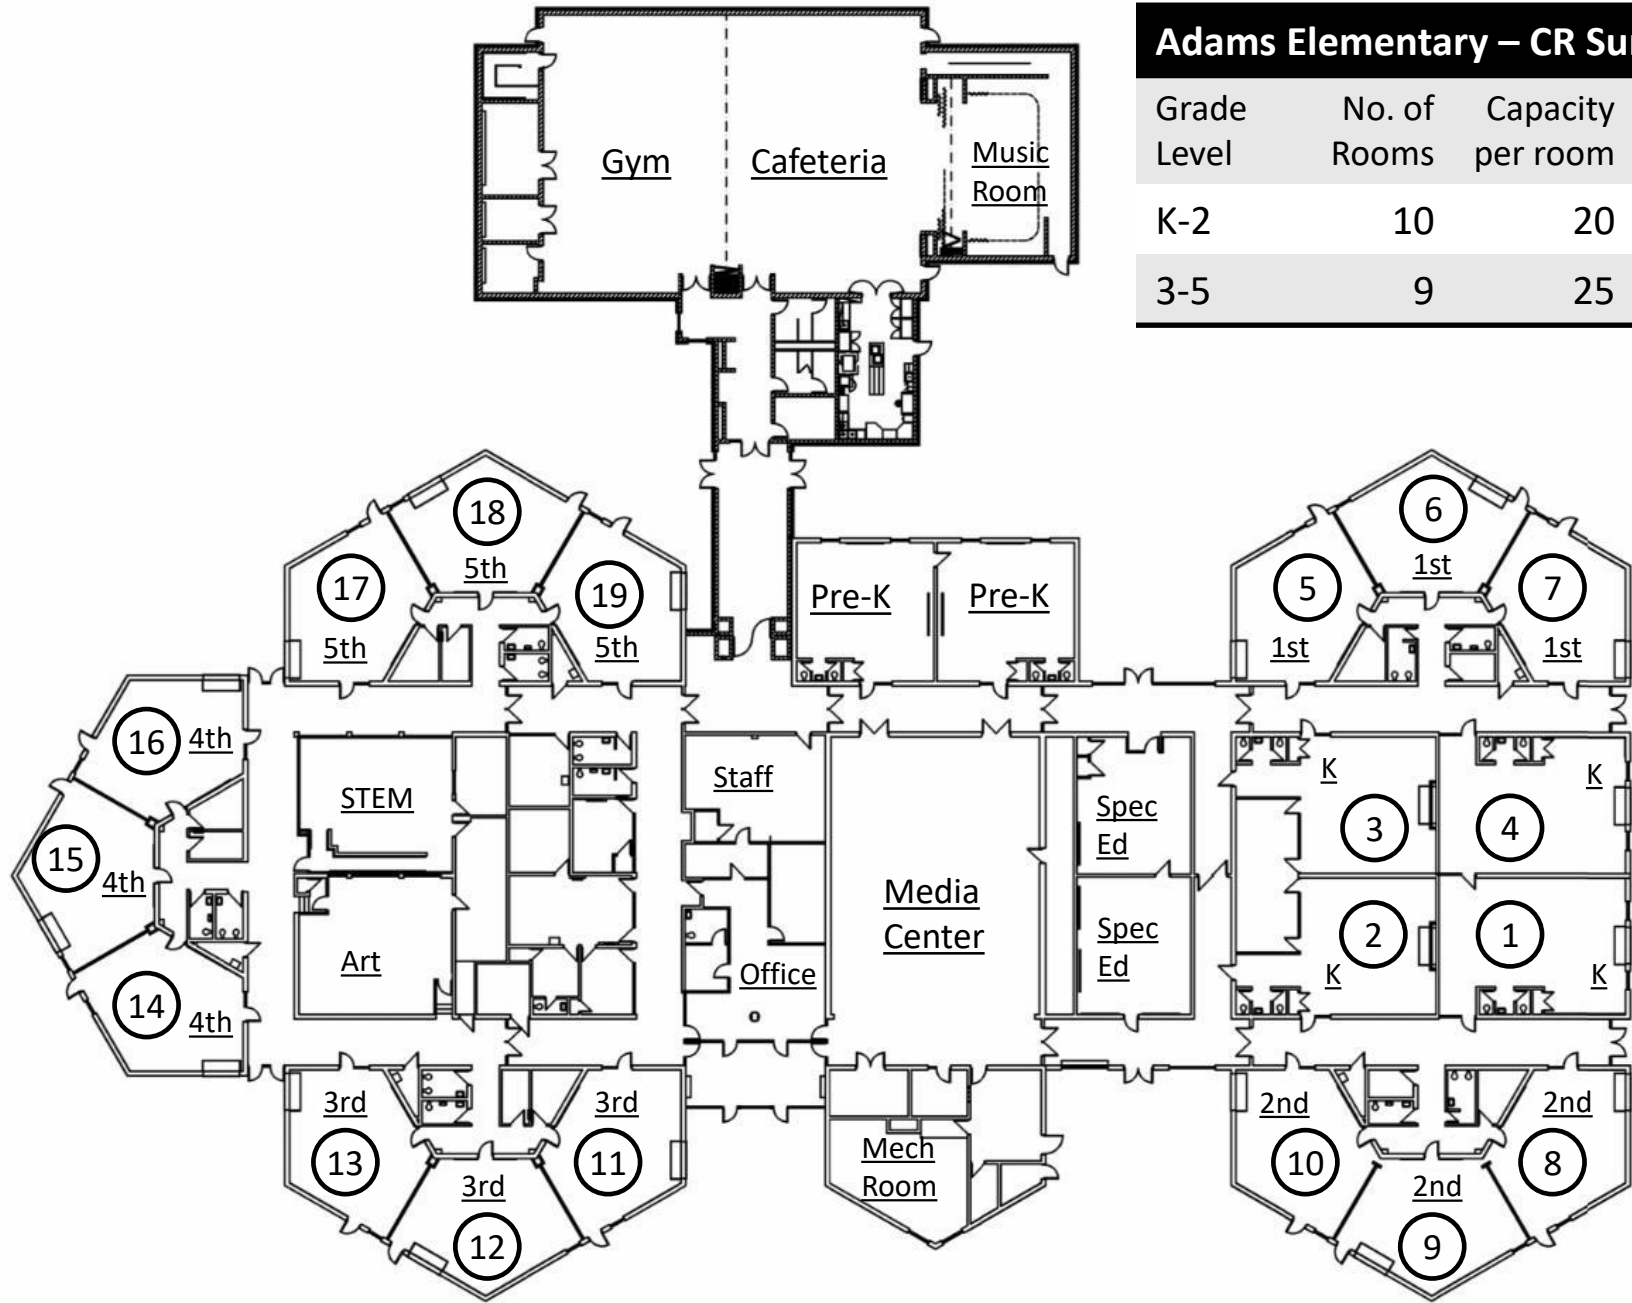 Adams Elementary – CR Su
Grade Level
No. of Rooms
Capacity per room
K-2 10 20
3-5 9 25
Gym
Cafeteria
Music
Room
18
5th
17
5th
19
5th
Pre-K
Pre-K
6
1st
5
1st
7
1st
16
4th
15
4th
14
4th
STEM
Art
Staff
Office
Media
Center
Spec
Ed
Spec
Ed
K
3
K
4
2
K
1
K
3rd
13
3rd
12
3rd
11
Mech
Room
2nd
10
2nd
9
2nd
8